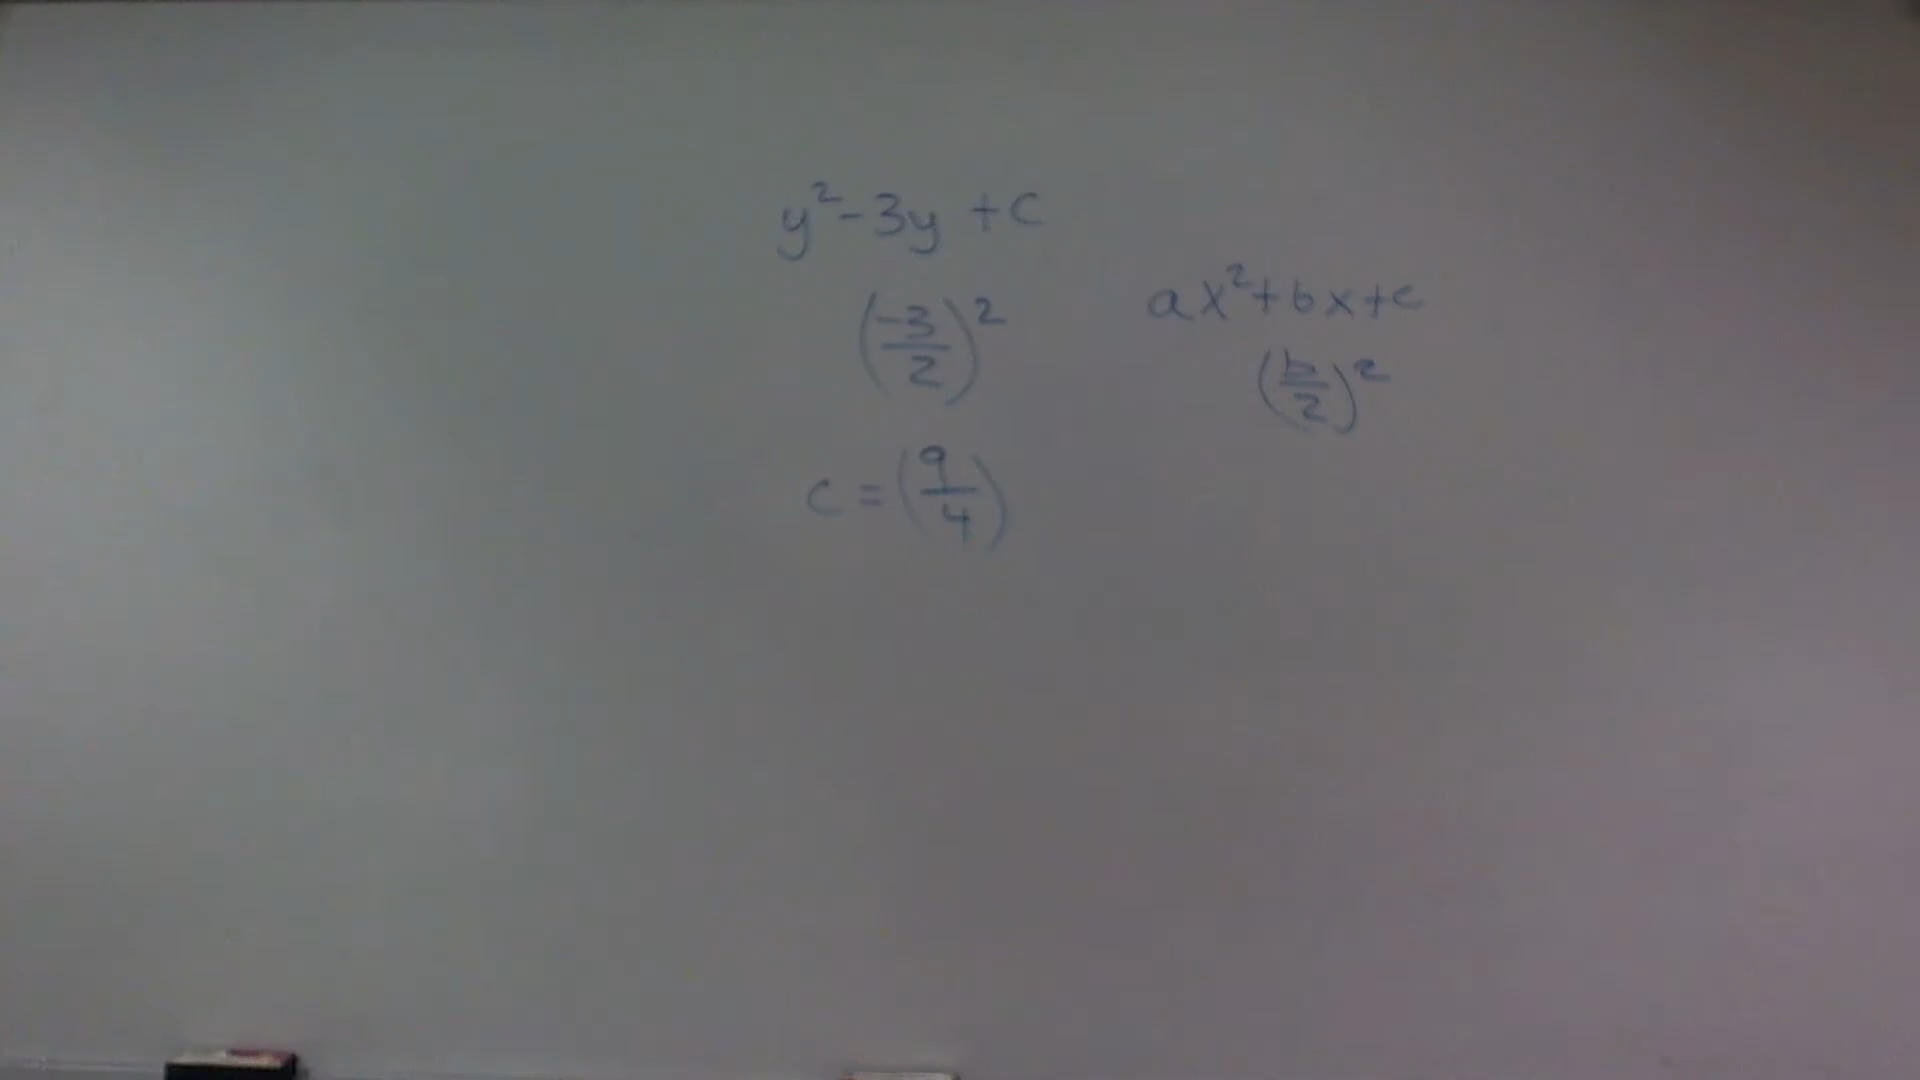 y² - 3y + c
(-3/2)²
c = (9/4)
ax² + bx + c
(b/2)²